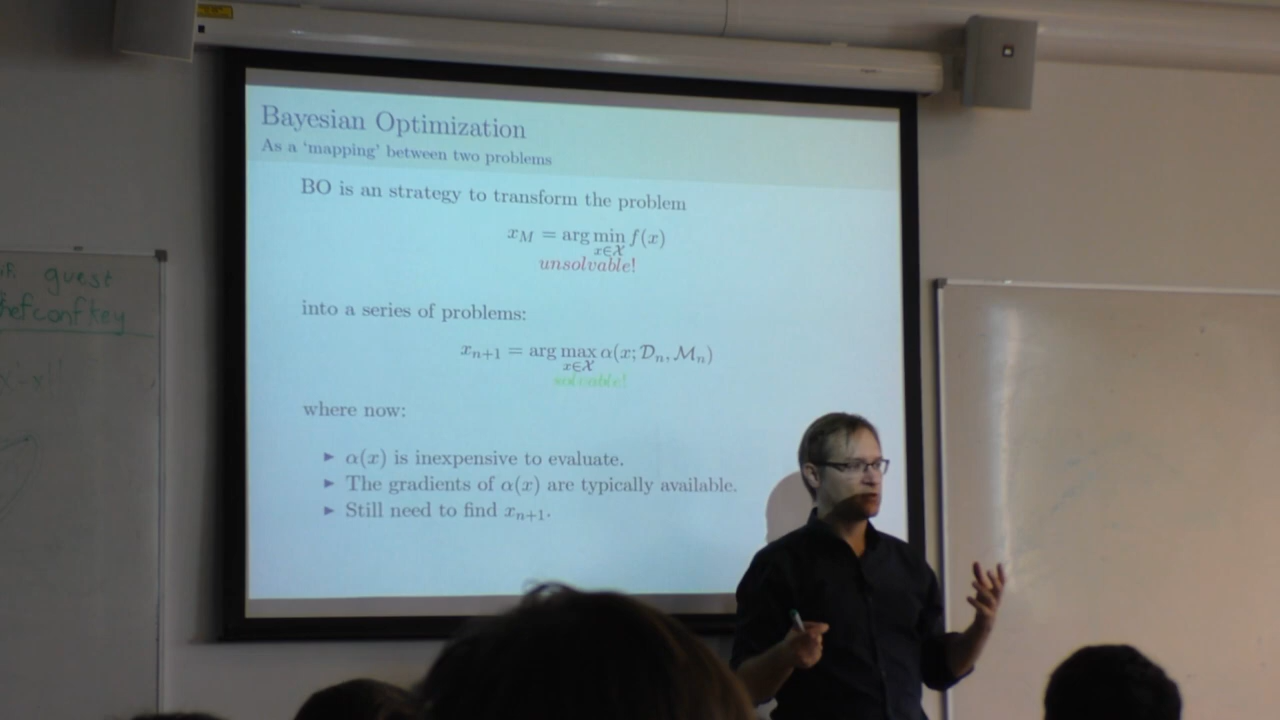 Bayesian Optimization
As a ‘mapping’ between two problems
BO is an strategy to transform the problem
x_M = arg min f(x)
x∈𝒳
unsolvable!
into a series of problems:
x_{n+1} = arg max α(x; 𝒟_n, ℳ_n)
x∈𝒳
solvable!
where now:
► α(x) is inexpensive to evaluate.
► The gradients of α(x) are typically available.
► Still need to find x_{n+1}.
guest